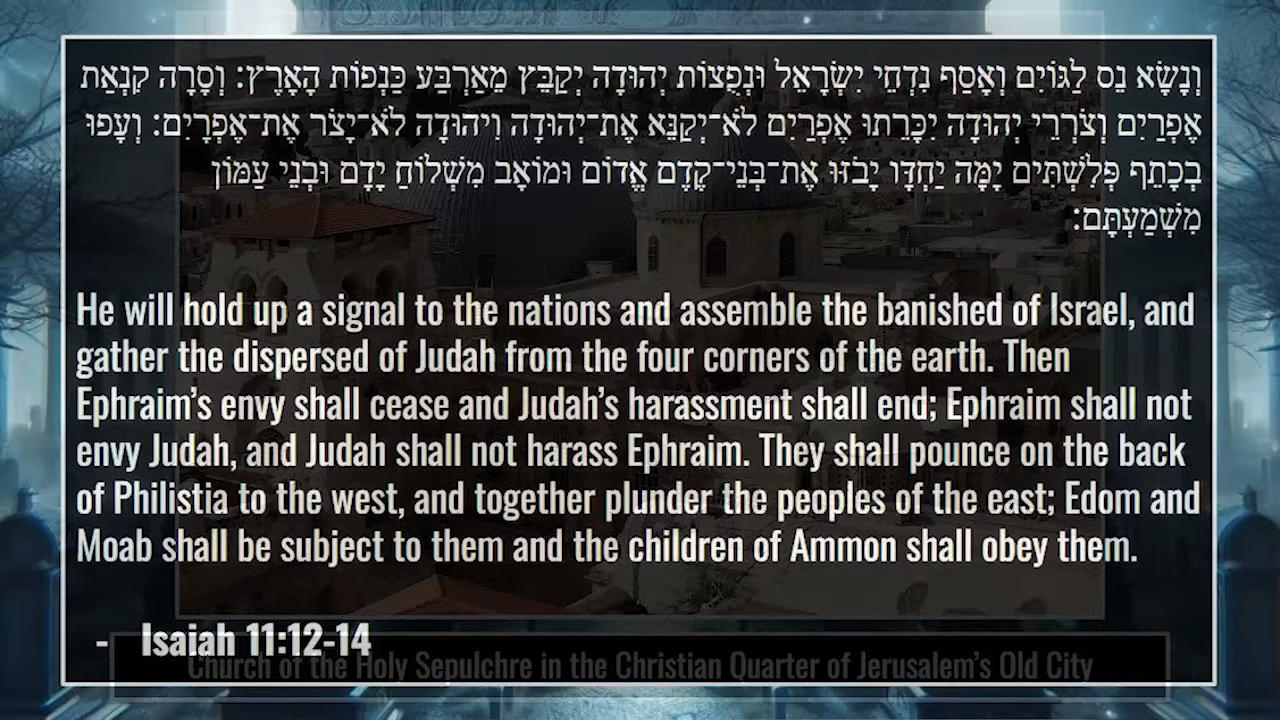 וְנָשָׂא נֵס לַגּוֹיִם וְאָסַף נִדְחֵי יִשְׂרָאֵל וּנְפֻצוֹת יְהוּדָה יְקַבֵּץ מֵאַרְבַּע כַּנְפוֹת הָאָרֶץ׃ וְסָרָה קִנְאַת
אֶפְרַיִם וְצֹרְרֵי יְהוּדָה יִכָּרֵתוּ אֶפְרַיִם לֹא־יְקַנֵּא אֶת־יְהוּדָה וִיהוּדָה לֹא־יָצֹר אֶת־אֶפְרָיִם׃ וְעָפוּ
בְכָתֵף פְּלִשְׁתִּים יָמָּה יַחְדָּו יָבֹזּוּ אֶת־בְּנֵי־קֶדֶם אֱדוֹם וּמוֹאָב מִשְׁלוֹחַ יָדָם וּבְנֵי עַמּוֹן
מִשְׁמַעְתָּם׃
He will hold up a signal to the nations and assemble the banished of Israel, and
gather the dispersed of Judah from the four corners of the earth. Then
Ephraim’s envy shall cease and Judah’s harassment shall end; Ephraim shall not
envy Judah, and Judah shall not harass Ephraim. They shall pounce on the back
of Philistia to the west, and together plunder the peoples of the east; Edom and
Moab shall be subject to them and the children of Ammon shall obey them.
- Isaiah 11:12-14
Church of the Holy Sepulchre in the Christian Quarter of Jerusalem’s Old City